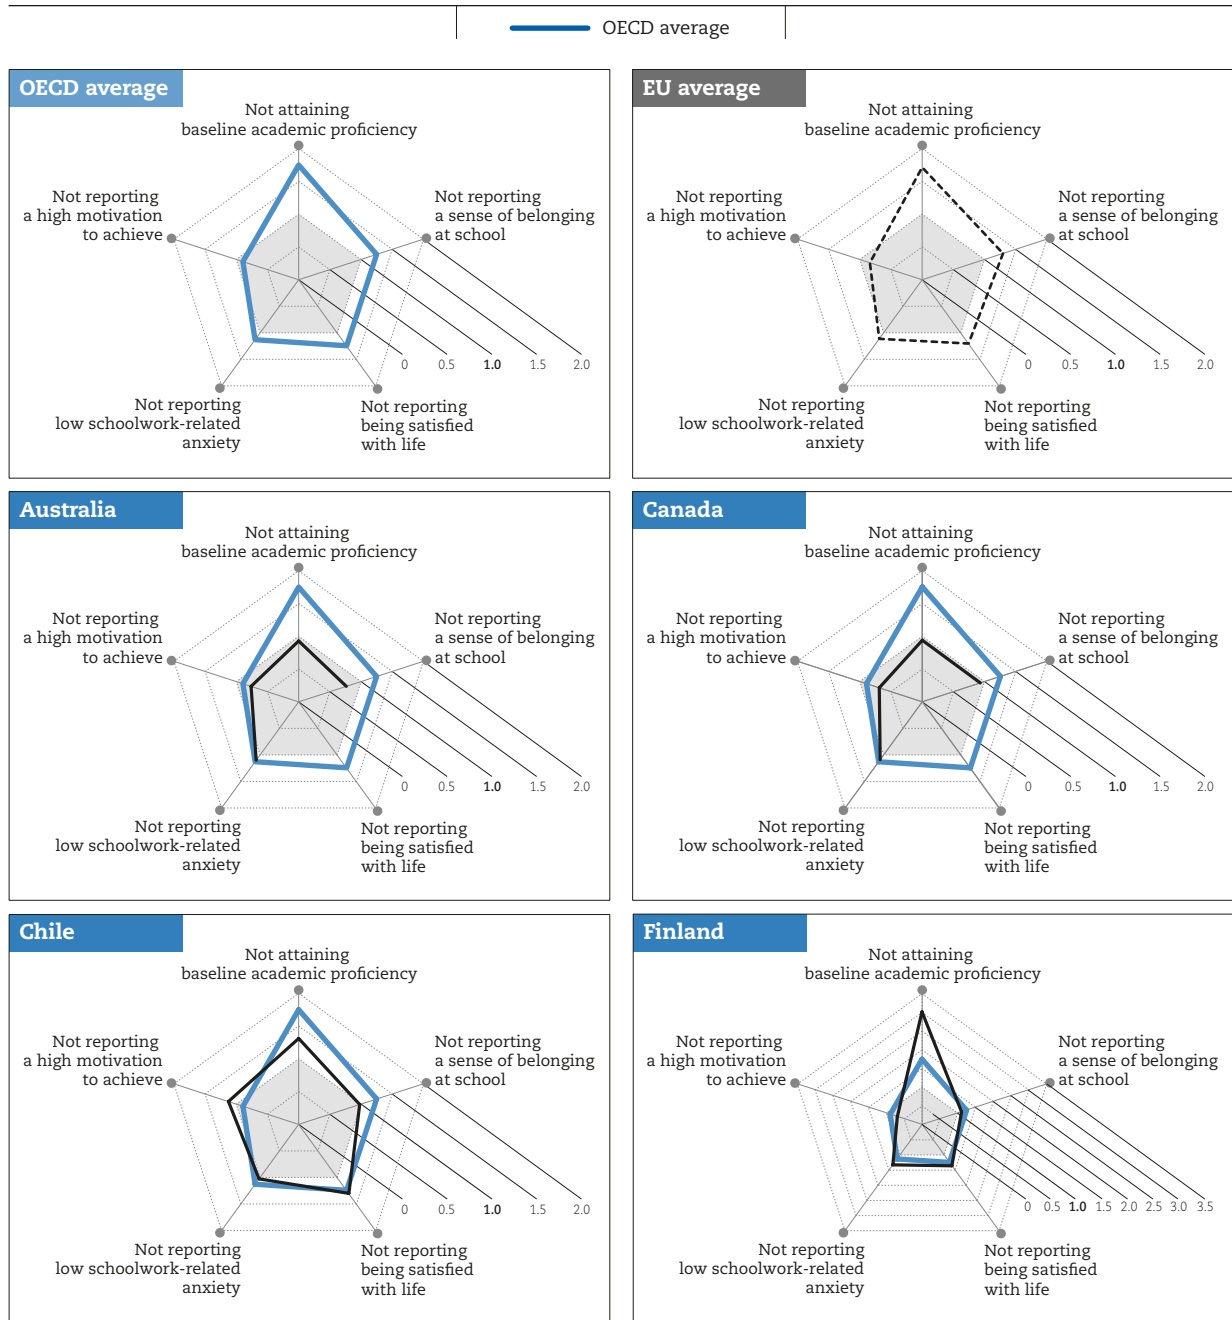 OECD average
OECD average
Not attaining
baseline academic proficiency
Not reporting
a high motivation
to achieve
Not reporting
a sense of belonging
at school
0 0.5 1.0 1.5 2.0
Not reporting
low schoolwork-related
anxiety
Not reporting
being satisfied
with life
EU average
Not attaining
baseline academic proficiency
Not reporting
a high motivation
to achieve
Not reporting
a sense of belonging
at school
0 0.5 1.0 1.5 2.0
Not reporting
low schoolwork-related
anxiety
Not reporting
being satisfied
with life
Australia
Not attaining
baseline academic proficiency
Not reporting
a high motivation
to achieve
Not reporting
a sense of belonging
at school
0 0.5 1.0 1.5 2.0
Not reporting
low schoolwork-related
anxiety
Not reporting
being satisfied
with life
Canada
Not attaining
baseline academic proficiency
Not reporting
a high motivation
to achieve
Not reporting
a sense of belonging
at school
0 0.5 1.0 1.5 2.0
Not reporting
low schoolwork-related
anxiety
Not reporting
being satisfied
with life
Chile
Not attaining
baseline academic proficiency
Not reporting
a high motivation
to achieve
Not reporting
a sense of belonging
at school
0 0.5 1.0 1.5 2.0
Not reporting
low schoolwork-related
anxiety
Not reporting
being satisfied
with life
Finland
Not attaining
baseline academic proficiency
Not reporting
a high motivation
to achieve
Not reporting
a sense of belonging
at school
0 0.5 1.0 1.5 2.0 2.5 3.0 3.5
Not reporting
low schoolwork-related
anxiety
Not reporting
being satisfied
with life